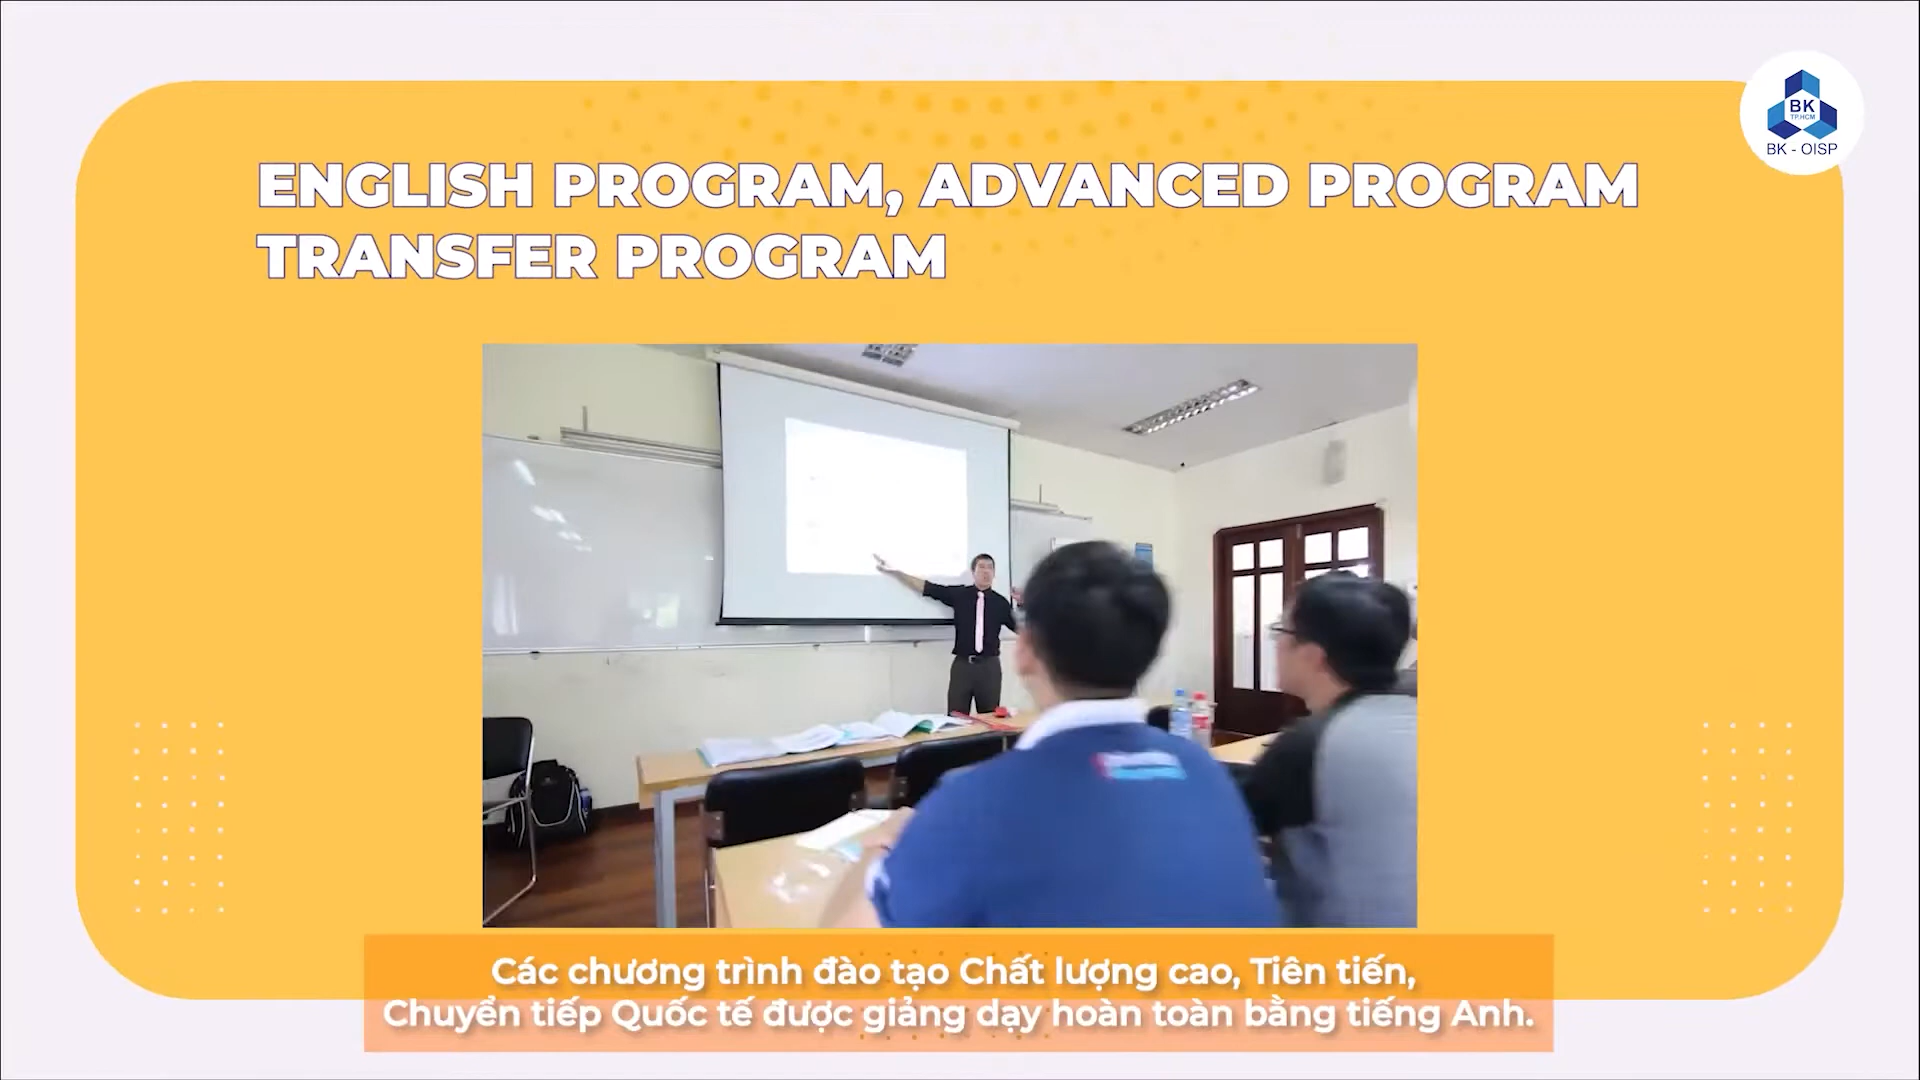 BK
TP.HCM
BK - OISP
ENGLISH PROGRAM, ADVANCED PROGRAM
TRANSFER PROGRAM
Các chương trình đào tạo Chất lượng cao, Tiên tiến,
Chuyển tiếp Quốc tế được giảng dạy hoàn toàn bằng tiếng Anh.